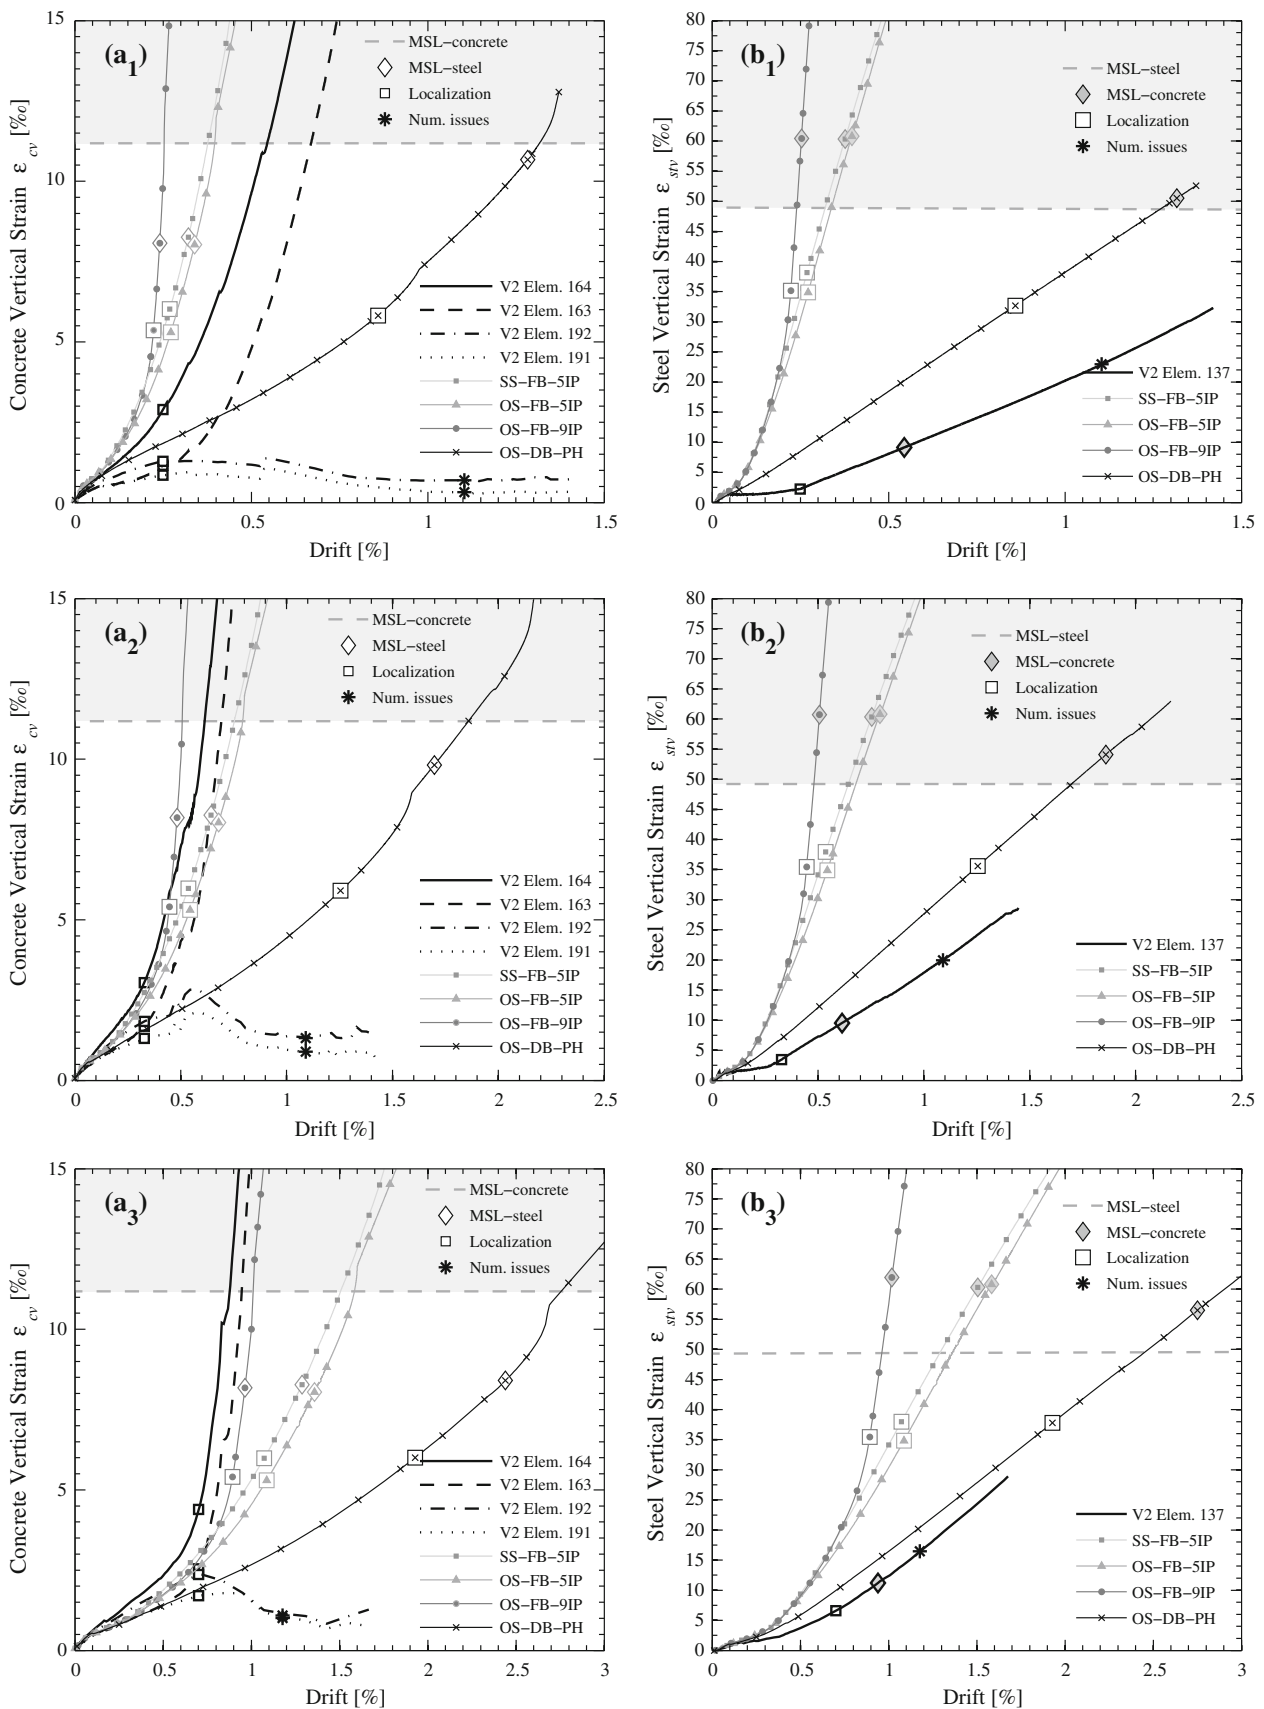 (a1)
MSL−concrete
MSL−steel
Localization
Num. issues
V2 Elem. 164
V2 Elem. 163
V2 Elem. 192
V2 Elem. 191
SS−FB−5IP
OS−FB−5IP
OS−FB−9IP
OS−DB−PH
15
10
5
0
0 0.5 1 1.5
Concrete Vertical Strain ε cv [‰]
Drift [%]
(b1)
MSL−steel
MSL−concrete
Localization
Num. issues
V2 Elem. 137
SS−FB−5IP
OS−FB−5IP
OS−FB−9IP
OS−DB−PH
80
75
70
65
60
55
50
45
40
35
30
25
20
15
10
5
0
0 0.5 1 1.5
Steel Vertical Strain ε stv [‰]
Drift [%]
(a2)
MSL−concrete
MSL−steel
Localization
Num. issues
V2 Elem. 164
V2 Elem. 163
V2 Elem. 192
V2 Elem. 191
SS−FB−5IP
OS−FB−5IP
OS−FB−9IP
OS−DB−PH
15
10
5
0
0 0.5 1 1.5 2 2.5
Concrete Vertical Strain ε cv [‰]
Drift [%]
(b2)
MSL−steel
MSL−concrete
Localization
Num. issues
V2 Elem. 137
SS−FB−5IP
OS−FB−5IP
OS−FB−9IP
OS−DB−PH
80
75
70
65
60
55
50
45
40
35
30
25
20
15
10
5
0
0 0.5 1 1.5 2 2.5
Steel Vertical Strain ε stv [‰]
Drift [%]
(a3)
MSL−concrete
MSL−steel
Localization
Num. issues
V2 Elem. 164
V2 Elem. 163
V2 Elem. 192
V2 Elem. 191
SS−FB−5IP
OS−FB−5IP
OS−FB−9IP
OS−DB−PH
15
10
5
0
0 0.5 1 1.5 2 2.5 3
Concrete Vertical Strain ε cv [‰]
Drift [%]
(b3)
MSL−steel
MSL−concrete
Localization
Num. issues
V2 Elem. 137
SS−FB−5IP
OS−FB−5IP
OS−FB−9IP
OS−DB−PH
80
75
70
65
60
55
50
45
40
35
30
25
20
15
10
5
0
0 0.5 1 1.5 2 2.5 3
Steel Vertical Strain ε stv [‰]
Drift [%]